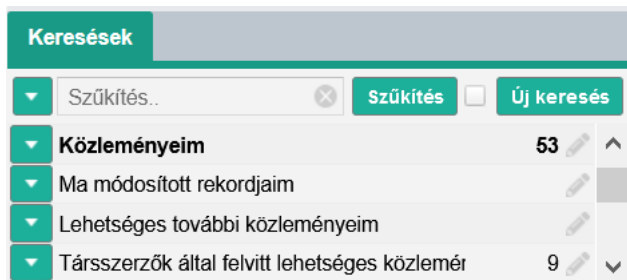 Keresések
Szűkítés.. Szűkítés Új keresés
Közleményeim 53
Ma módosított rekordjaim
Lehetséges további közleményeim
Társszerzők által felvitt lehetséges közlemér 9